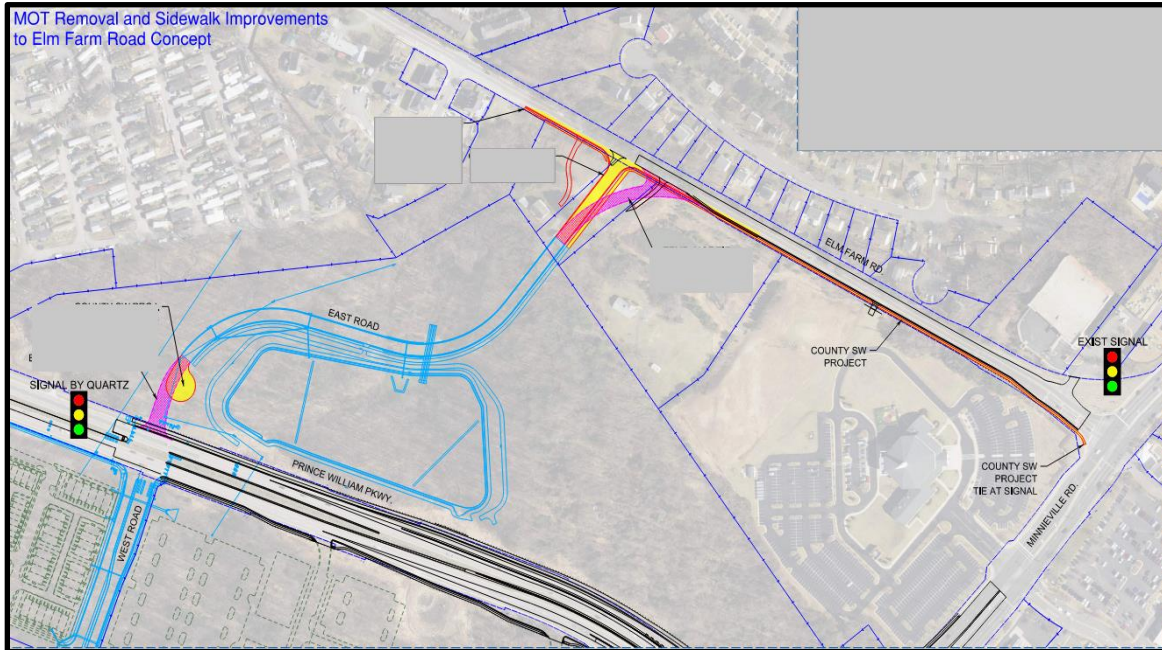 MOT Removal and Sidewalk Improvements
to Elm Farm Road Concept
ELM FARM RD.
EAST ROAD
COUNTY SW
PROJECT
EXIST SIGNAL
SIGNAL BY QUARTZ
PRINCE WILLIAM PKWY.
COUNTY SW
PROJECT
TIE AT SIGNAL
MINNIEVILLE RD.
WEST ROAD